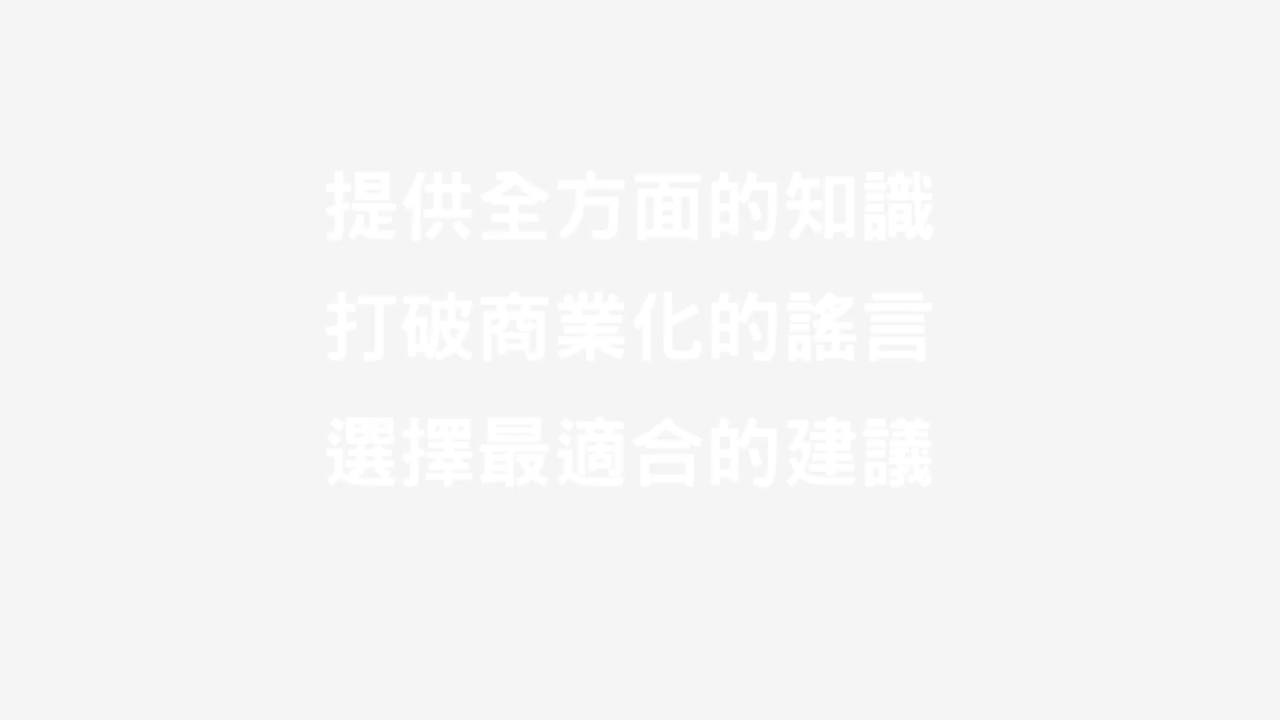 提供全方面的知識
打破商業化的謠言
選擇最適合的建議